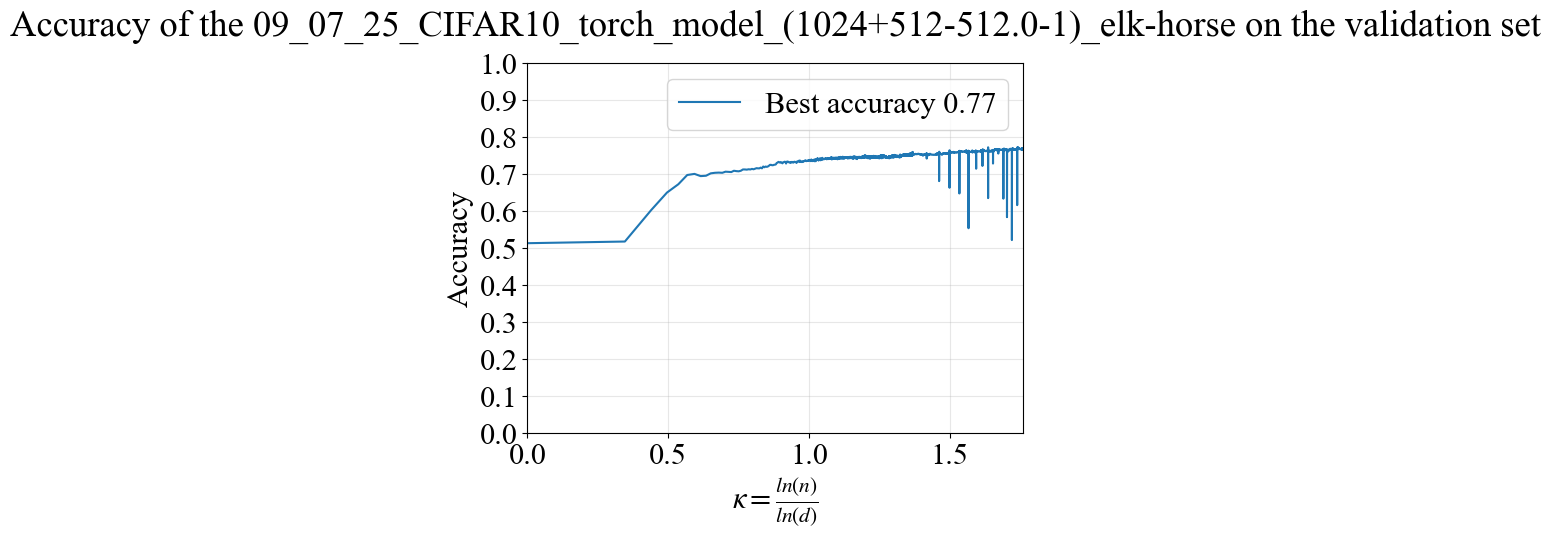 Accuracy of the 09_07_25_CIFAR10_torch_model_(1024+512-512.0-1)_elk-horse on the validation set
Best accuracy 0.77
Accuracy
1.0
0.9
0.8
0.7
0.6
0.5
0.4
0.3
0.2
0.1
0.0
0.0 0.5 1.0 1.5
κ = ln(n)/ln(d)